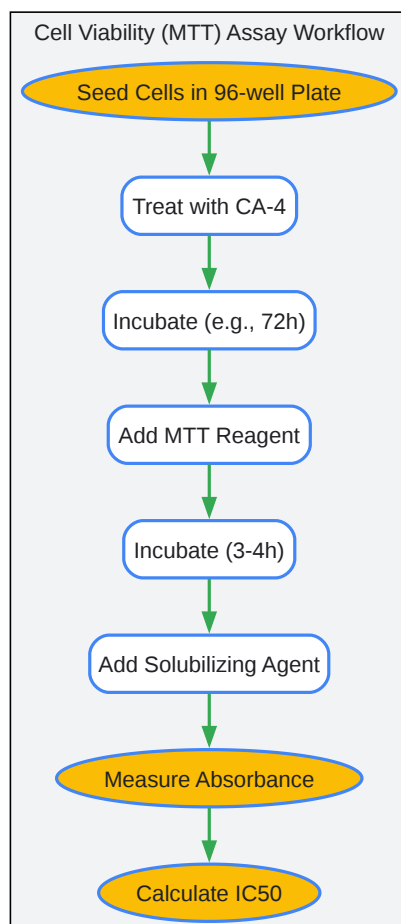 Cell Viability (MTT) Assay Workflow
Seed Cells in 96-well Plate
Treat with CA-4
Incubate (e.g., 72h)
Add MTT Reagent
Incubate (3-4h)
Add Solubilizing Agent
Measure Absorbance
Calculate IC50